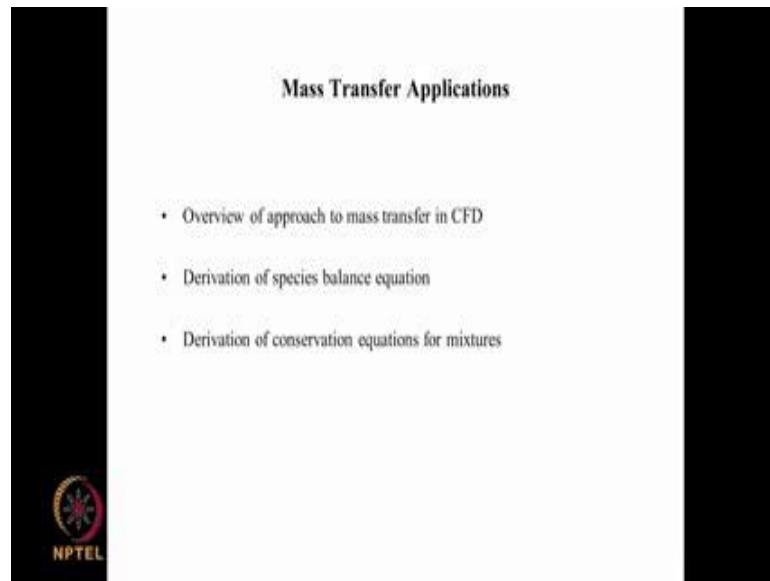 Mass Transfer Applications
• Overview of approach to mass transfer in CFD
• Derivation of species balance equation
• Derivation of conservation equations for mixtures
NPTEL